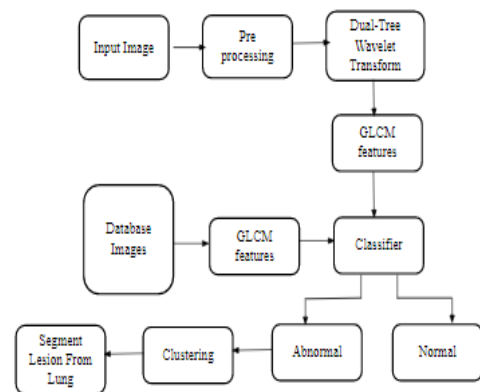 Input Image
Pre
processing
Dual-Tree
Wavelet
Transform
GLCM
features
Database
Images
GLCM
features
Classifier
Segment
Lesion From
Lung
Clustering
Abnormal
Normal